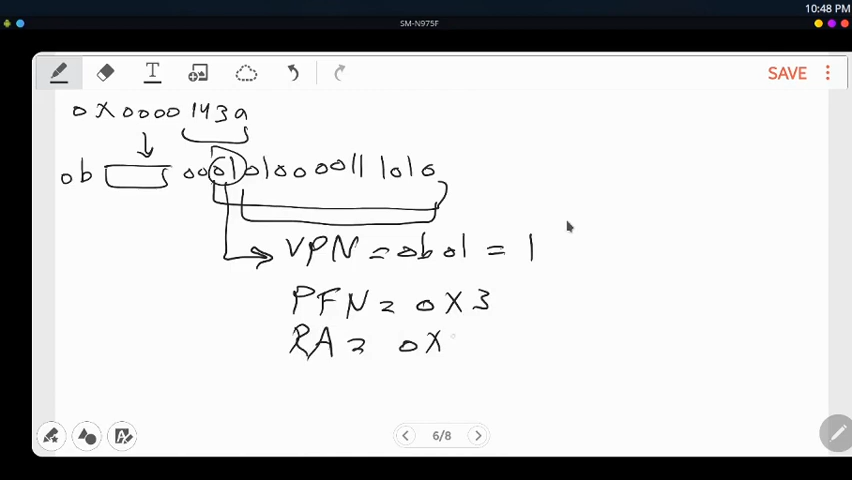 10:48 PM
SM-N975F
T
SAVE
0X0000143a
0b 0001010000111010
VPN = 0b01 = 1
PFN = 0X3
RA = 0X
6/8